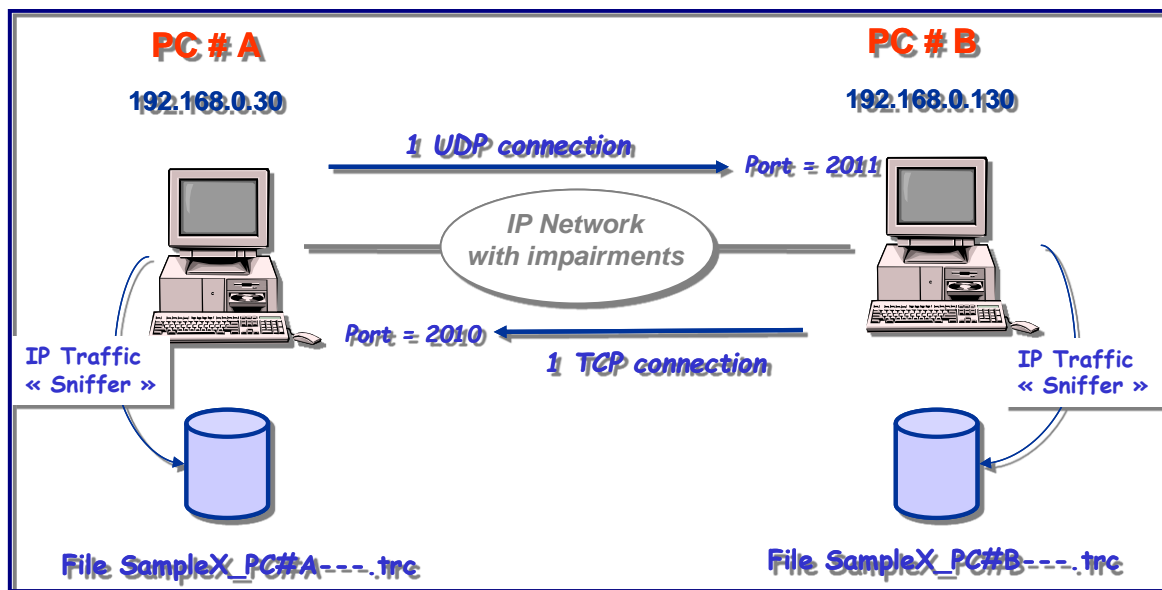 PC # A
PC # B
192.168.0.30
192.168.0.130
1 UDP connection
Port = 2011
IP Network
with impairments
Port = 2010
1 TCP connection
IP Traffic
« Sniffer »
IP Traffic
« Sniffer »
File SampleX_PC#A---.trc
File SampleX_PC#B---.trc